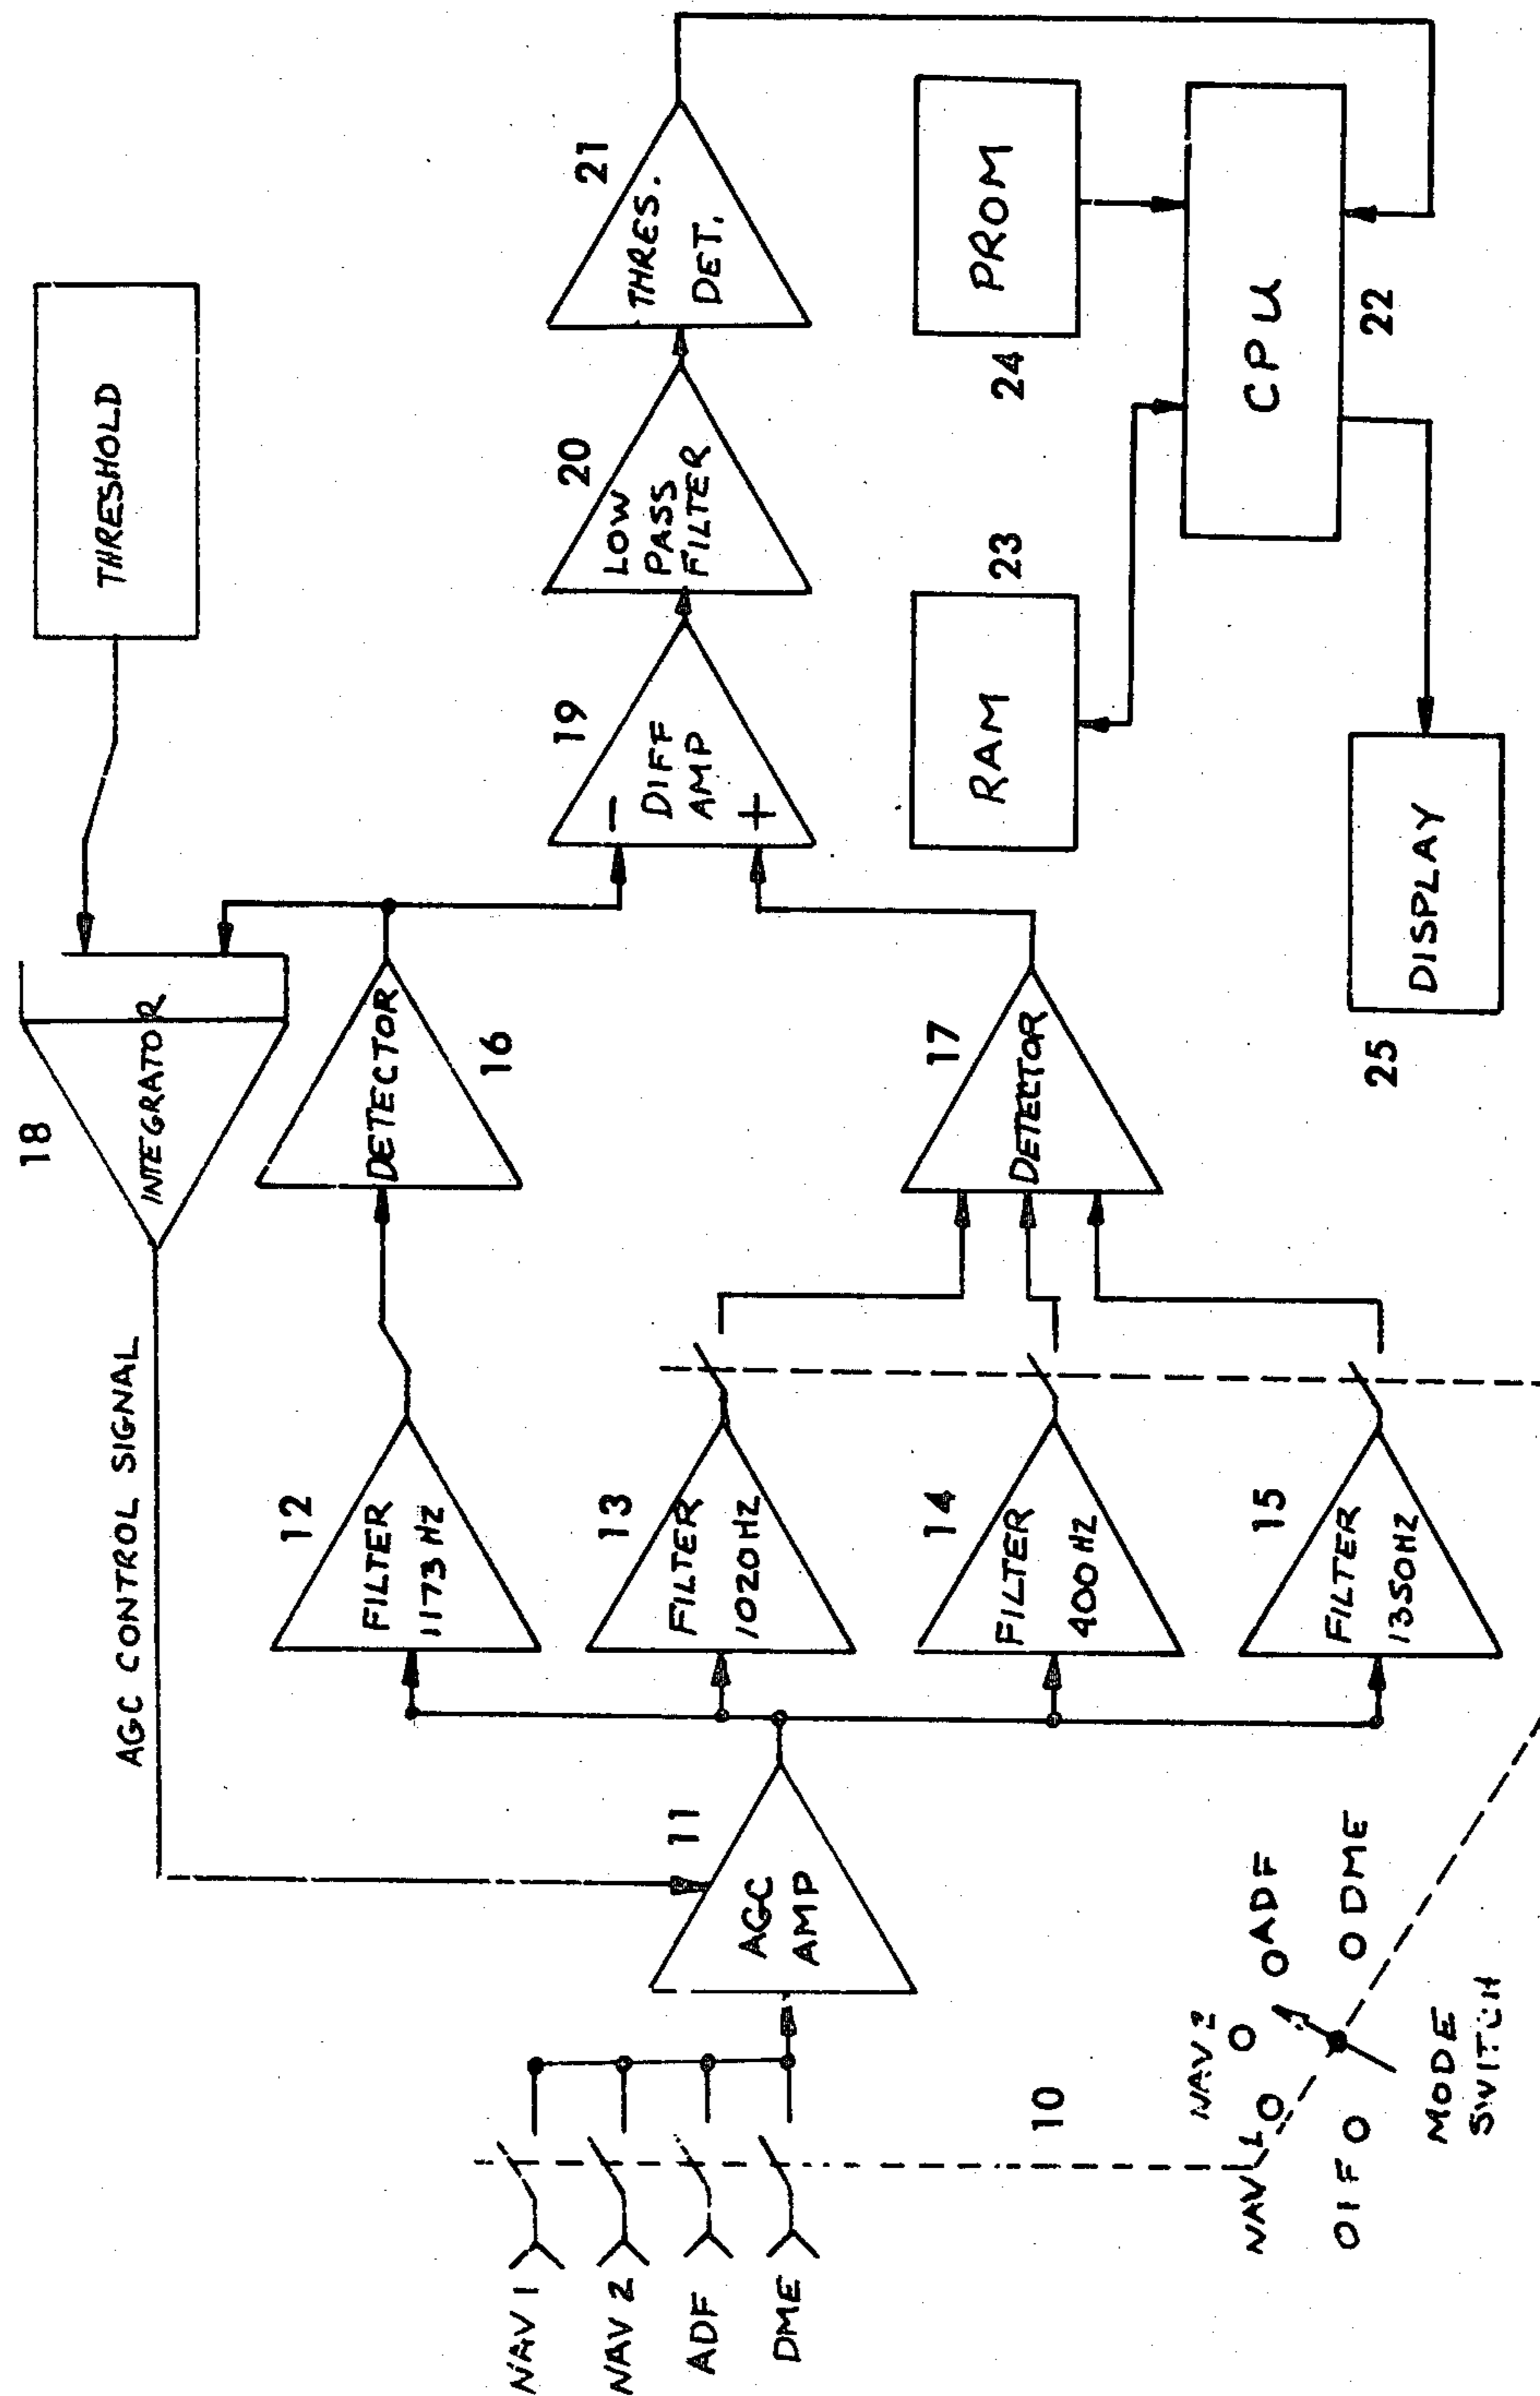 NAV 1
NAV 2
ADF
DME
10
NAV 1
NAV 2
ADF
DME
OFF
MODE
SWITCH
AGC
AMP
11
AGC CONTROL SIGNAL
FILTER
1173 HZ
12
FILTER
1020 HZ
13
FILTER
400 HZ
14
FILTER
1350 HZ
15
DETECTOR
16
DETECTOR
17
INTEGRATOR
18
THRESHOLD
-
DIFF
AMP
+
19
LOW
PASS
FILTER
20
THRES.
DET.
21
RAM
23
PROM
24
CPU
22
DISPLAY
25